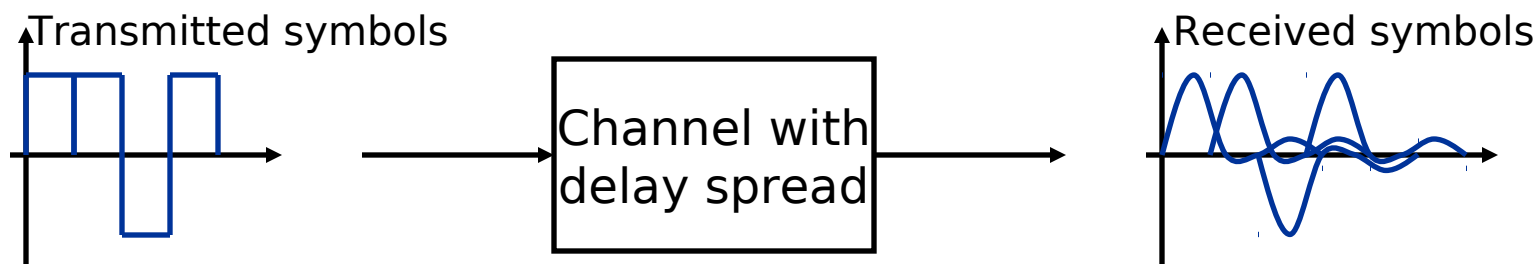 Transmitted symbols
Channel with
delay spread
Received symbols